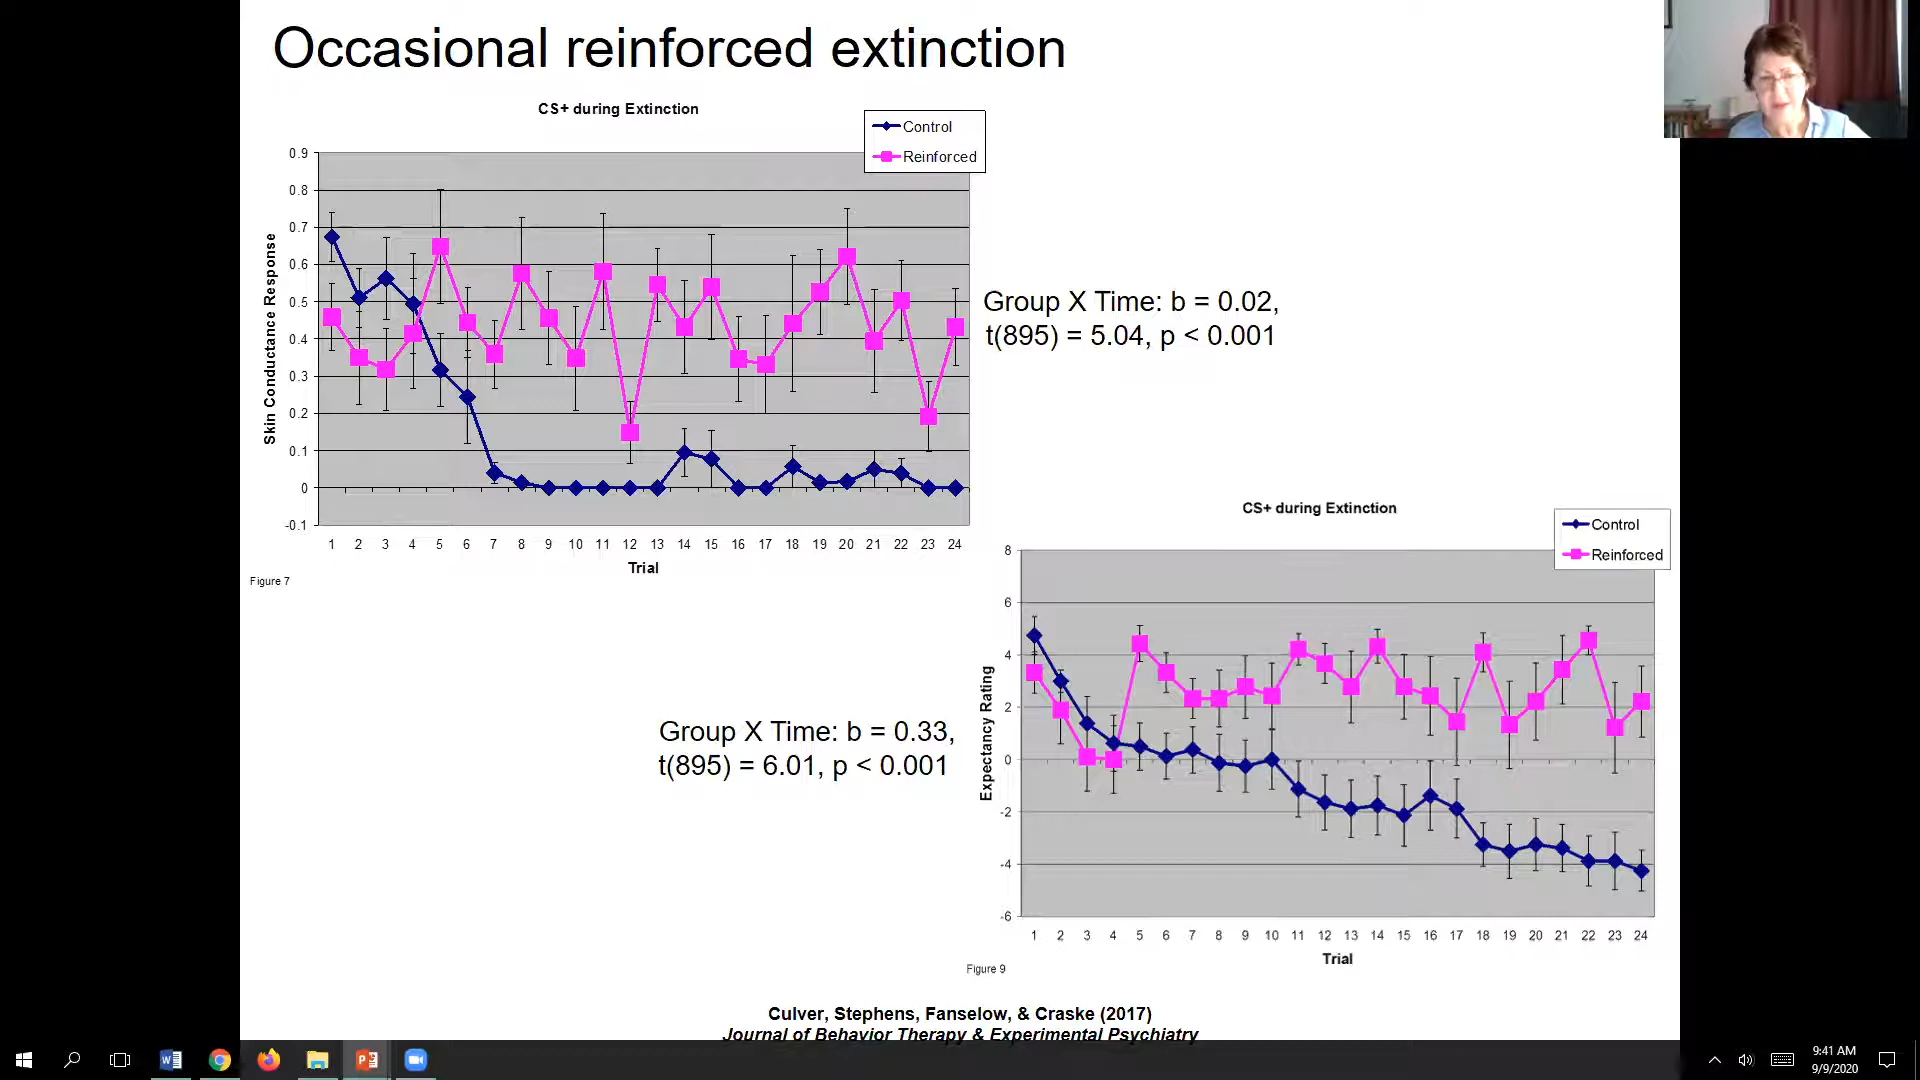 Occasional reinforced extinction
CS+ during Extinction
Control
Reinforced
0.9
0.8
0.7
0.6
0.5
0.4
0.3
0.2
0.1
0
-0.1
Skin Conductance Response
1 2 3 4 5 6 7 8 9 10 11 12 13 14 15 16 17 18 19 20 21 22 23 24
Trial
Figure 7
Group X Time: b = 0.02,
t(895) = 5.04, p < 0.001
CS+ during Extinction
Control
Reinforced
8
6
4
2
0
-2
-4
-6
Expectancy Rating
1 2 3 4 5 6 7 8 9 10 11 12 13 14 15 16 17 18 19 20 21 22 23 24
Trial
Figure 9
Group X Time: b = 0.33,
t(895) = 6.01, p < 0.001
Culver, Stephens, Fanselow, & Craske (2017)
Journal of Behavior Therapy & Experimental Psychiatry
9:41 AM
9/9/2020